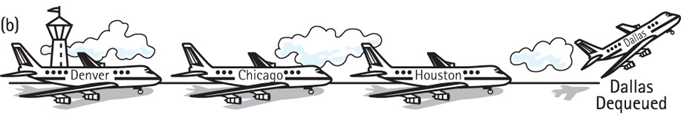 (b)
Denver
Chicago
Houston
Dallas
Dallas
Dequeued